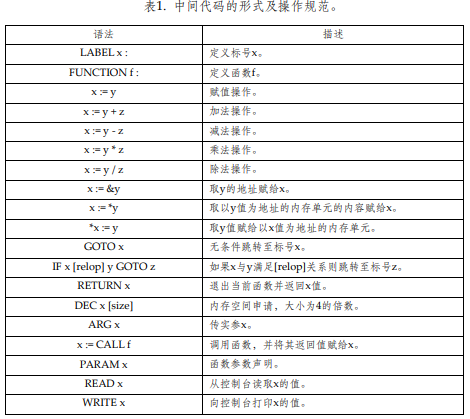 表1. 中间代码的形式及操作规范。
语法 描述
LABEL x : 定义标号x。
FUNCTION f : 定义函数f。
x := y 赋值操作。
x := y + z 加法操作。
x := y - z 减法操作。
x := y * z 乘法操作。
x := y / z 除法操作。
x := &y 取y的地址赋给x。
x := *y 取以y值为地址的内存单元的内容赋给x。
*x := y 取y值赋给以x值为地址的内存单元。
GOTO x 无条件跳转至标号x。
IF x [relop] y GOTO z 如果x与y满足[relop]关系则跳转至标号z。
RETURN x 退出当前函数并返回x值。
DEC x [size] 内存空间申请，大小为4的倍数。
ARG x 传实参x。
x := CALL f 调用函数，并将其返回值赋给x。
PARAM x 函数参数声明。
READ x 从控制台读取x的值。
WRITE x 向控制台打印x的值。